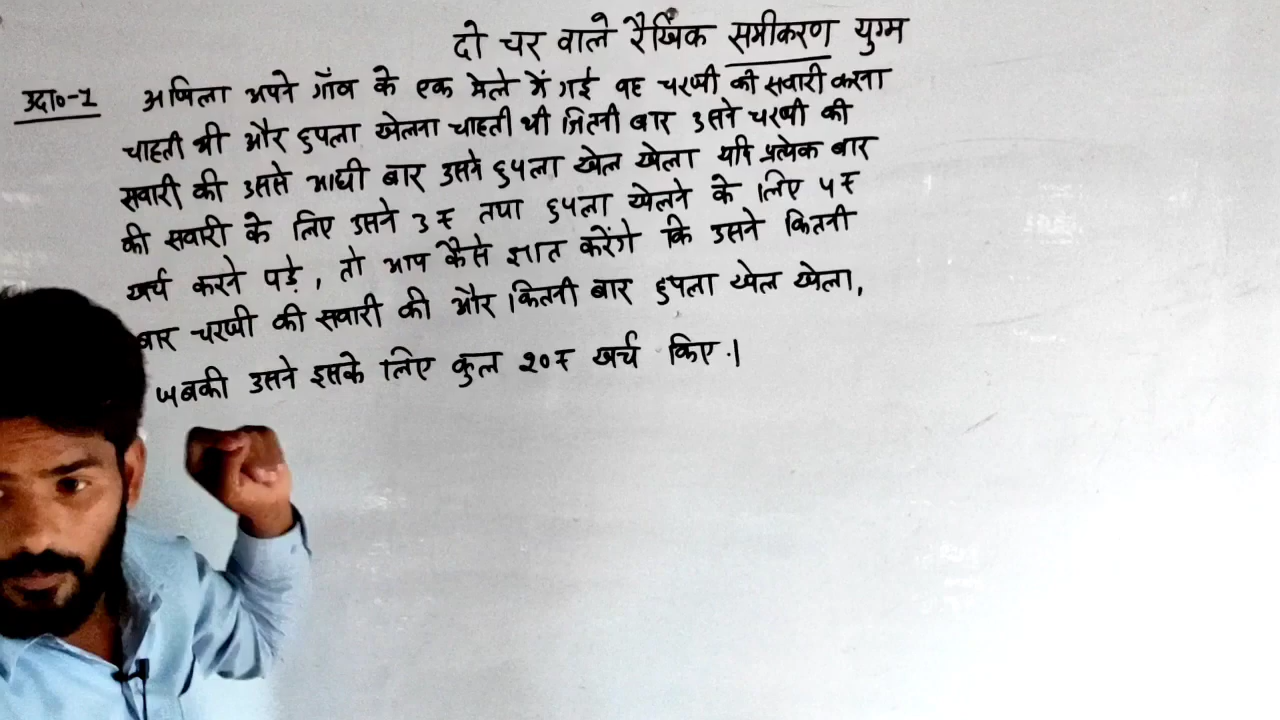 दो चर वाले रैखिक समीकरण युग्म
उदा०-1 अखिला अपने गाँव के एक मेले में गई वह चरखी की सवारी करना
चाहती थी और हुपला खेलना चाहती थी जितनी बार उसने चरखी की
सवारी की उससे आधी बार उसने हुपला खेल खेला यदि प्रत्येक बार
की सवारी के लिए उसने 3 ₹ तथा हुपला खेलने के लिए 4 ₹
खर्च करने पड़े, तो आप कैसे ज्ञात करेंगे कि उसने कितनी
बार चरखी की सवारी की और कितनी बार हुपला खेल खेला,
जबकी उसने इसके लिए कुल २० ₹ खर्च किए।